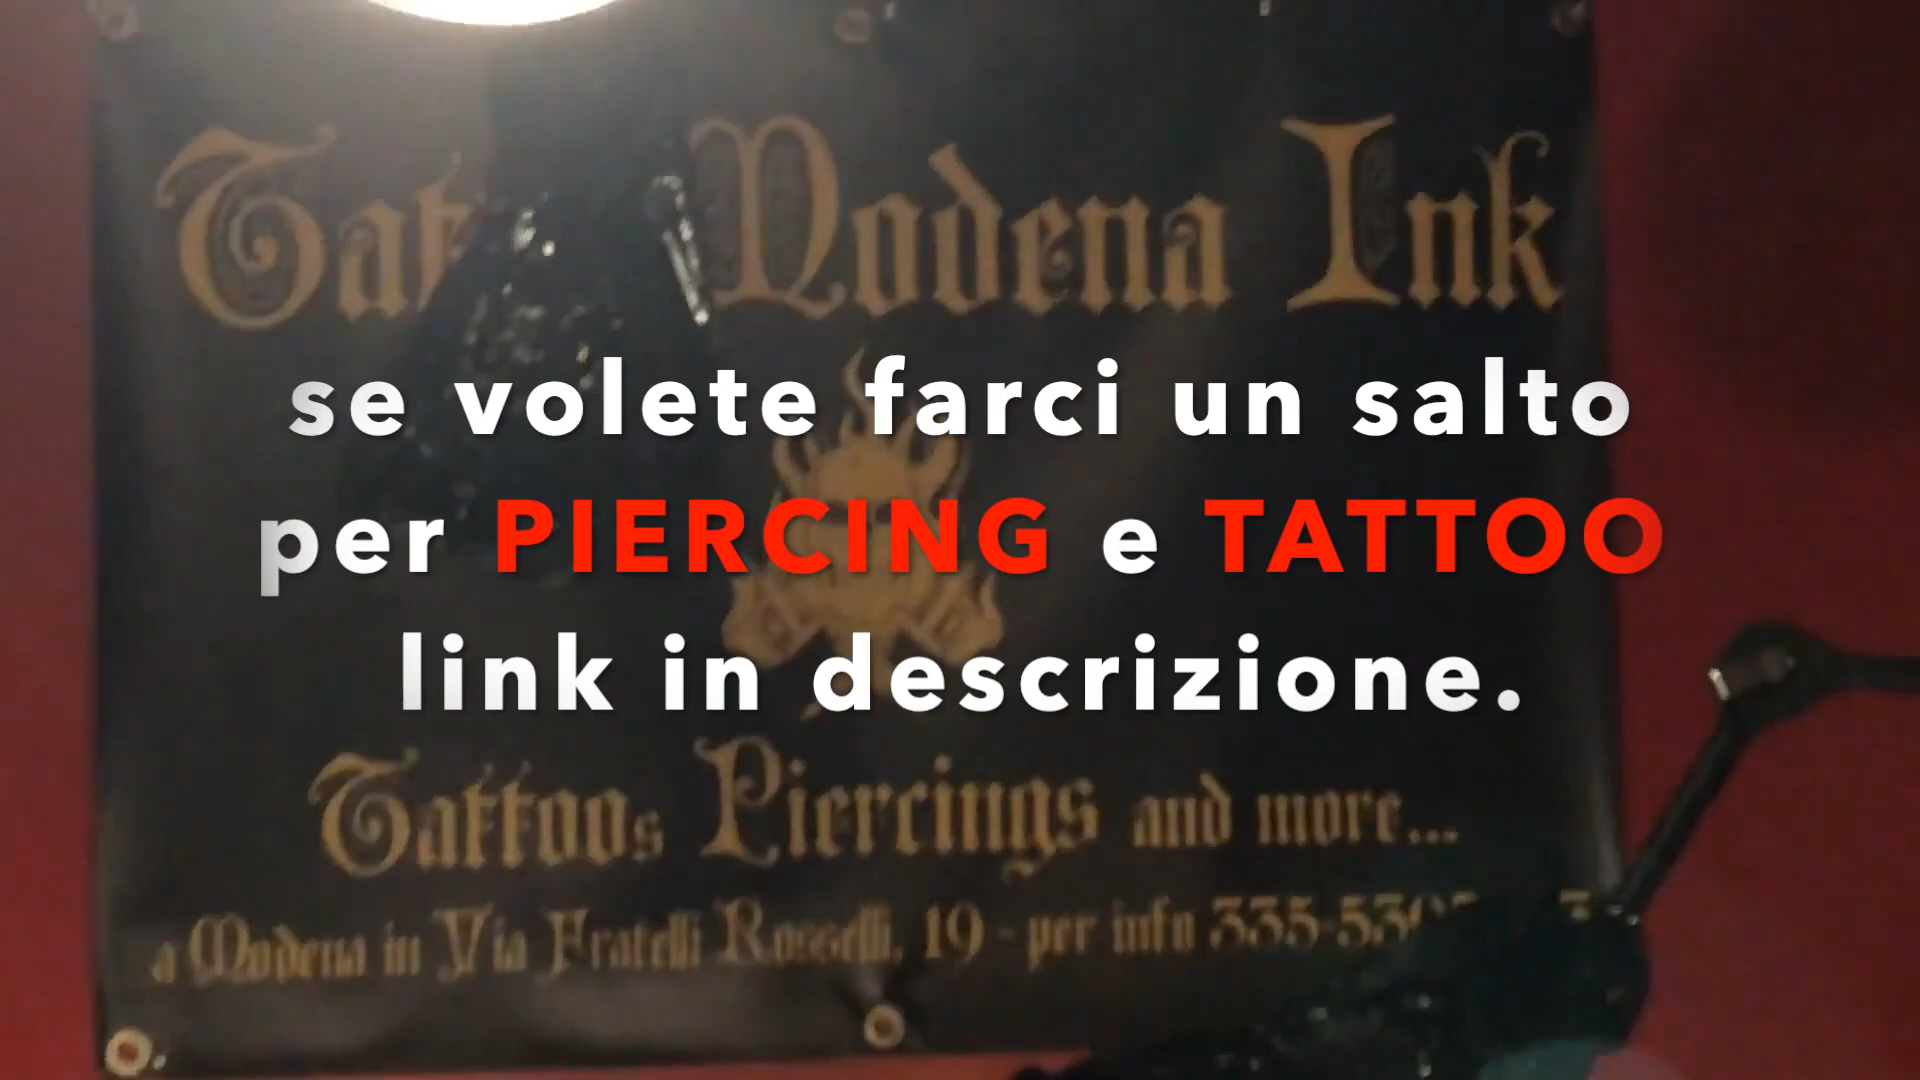 Modena Ink
se volete farci un salto
per PIERCING e TATTOO
link in descrizione.
Tattoos Piercings and more...
a Modena in Via Fratelli Rosselli, 19 - per info